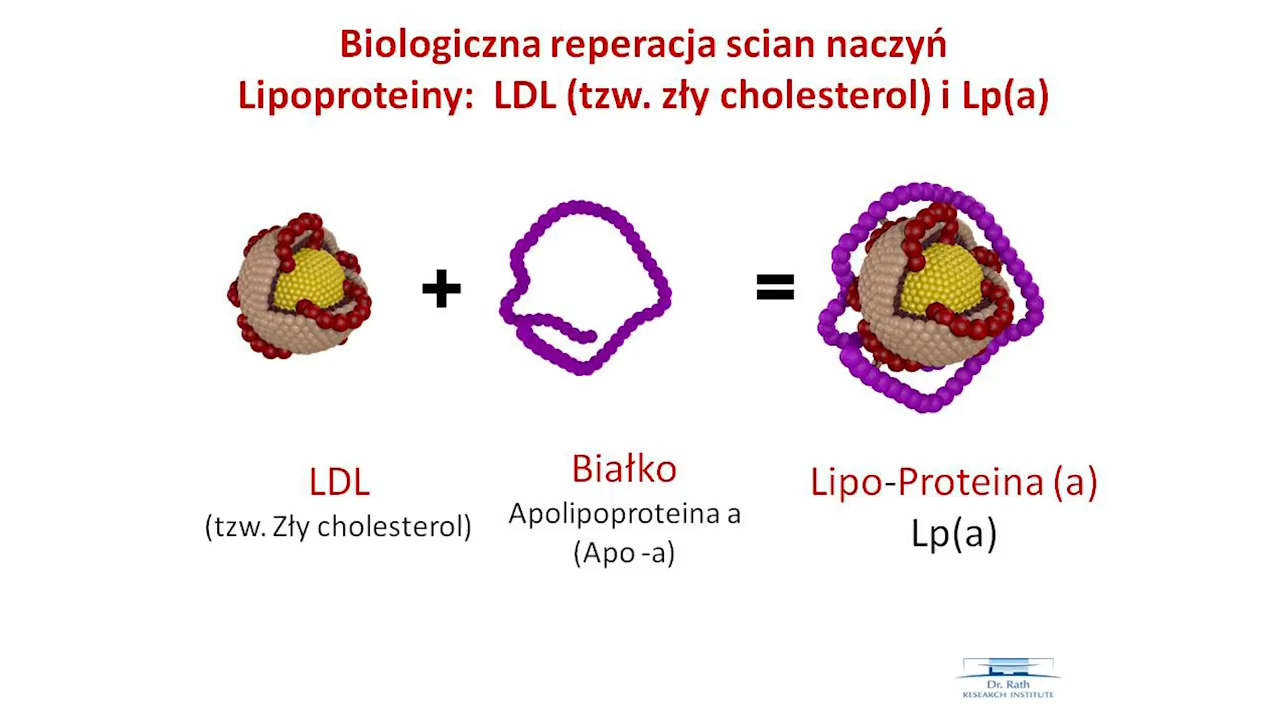 Biologiczna reperacja scian naczyń
Lipoproteiny: LDL (tzw. zły cholesterol) i Lp(a)
+
=
LDL
(tzw. Zły cholesterol)
Białko
Apolipoproteina a
(Apo -a)
Lipo-Proteina (a)
Lp(a)
Dr. Rath
RESEARCH INSTITUTE